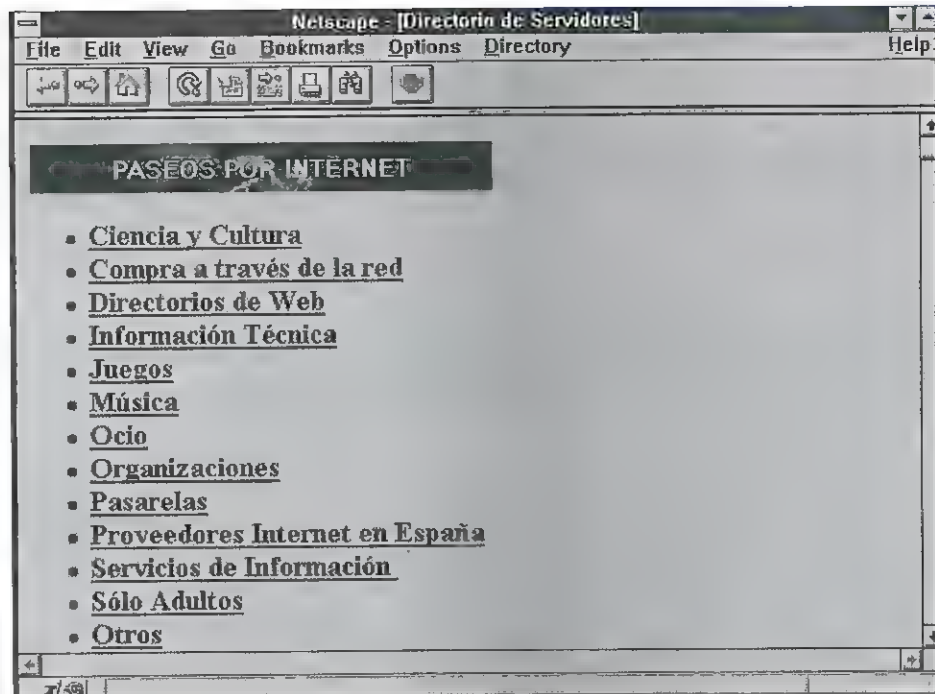 Netscape - [Directorio de Servidores]
File Edit View Go Bookmarks Options Directory Help
PASEOS POR INTERNET
Ciencia y Cultura
Compra a través de la red
Directorios de Web
Información Técnica
Juegos
Música
Ocio
Organizaciones
Pasarelas
Proveedores Internet en España
Servicios de Información
Sólo Adultos
Otros